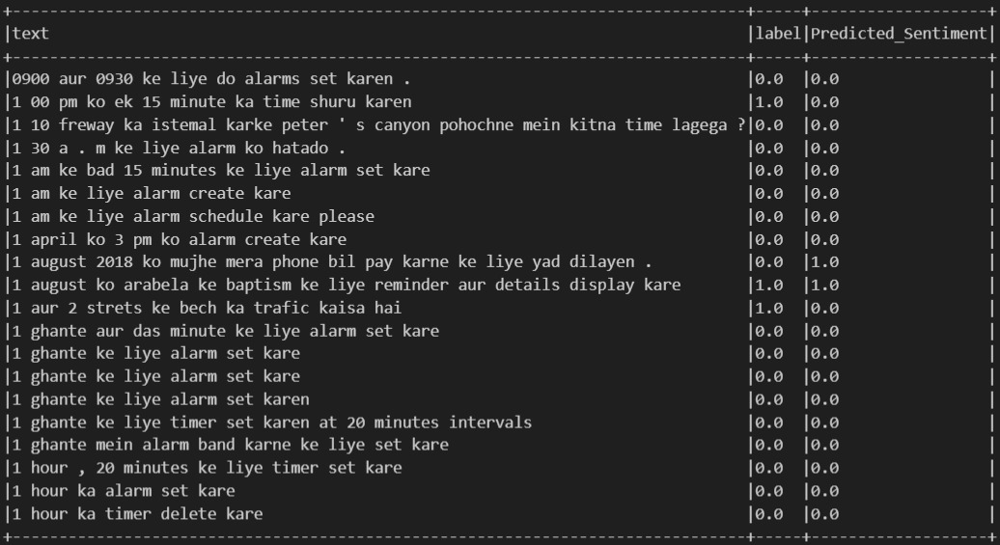 +------------------------------------------------------------------------------+-----+-------------------+
|text |label|Predicted_Sentiment|
+------------------------------------------------------------------------------+-----+-------------------+
|0900 aur 0930 ke liye do alarms set karen . |0.0 |0.0 |
|1 00 pm ko ek 15 minute ka time shuru karen |1.0 |0.0 |
|1 10 freway ka istemal karke peter ' s canyon pohochne mein kitna time lagega ?|0.0 |0.0 |
|1 30 a . m ke liye alarm ko hatado . |0.0 |0.0 |
|1 am ke bad 15 minutes ke liye alarm set kare |0.0 |0.0 |
|1 am ke liye alarm create kare |0.0 |0.0 |
|1 am ke liye alarm schedule kare please |0.0 |0.0 |
|1 april ko 3 pm ko alarm create kare |0.0 |0.0 |
|1 august 2018 ko mujhe mera phone bil pay karne ke liye yad dilayen . |0.0 |1.0 |
|1 august ko arabela ke baptism ke liye reminder aur details display kare |1.0 |1.0 |
|1 aur 2 strets ke bech ka trafic kaisa hai |1.0 |0.0 |
|1 ghante aur das minute ke liye alarm set kare |0.0 |0.0 |
|1 ghante ke liye alarm set kare |0.0 |0.0 |
|1 ghante ke liye alarm set kare |0.0 |0.0 |
|1 ghante ke liye alarm set karen |0.0 |0.0 |
|1 ghante ke liye timer set karen at 20 minutes intervals |0.0 |0.0 |
|1 ghante mein alarm band karne ke liye set kare |0.0 |0.0 |
|1 hour , 20 minutes ke liye timer set kare |0.0 |0.0 |
|1 hour ka alarm set kare |0.0 |0.0 |
|1 hour ka timer delete kare |0.0 |0.0 |
+------------------------------------------------------------------------------+-----+-------------------+